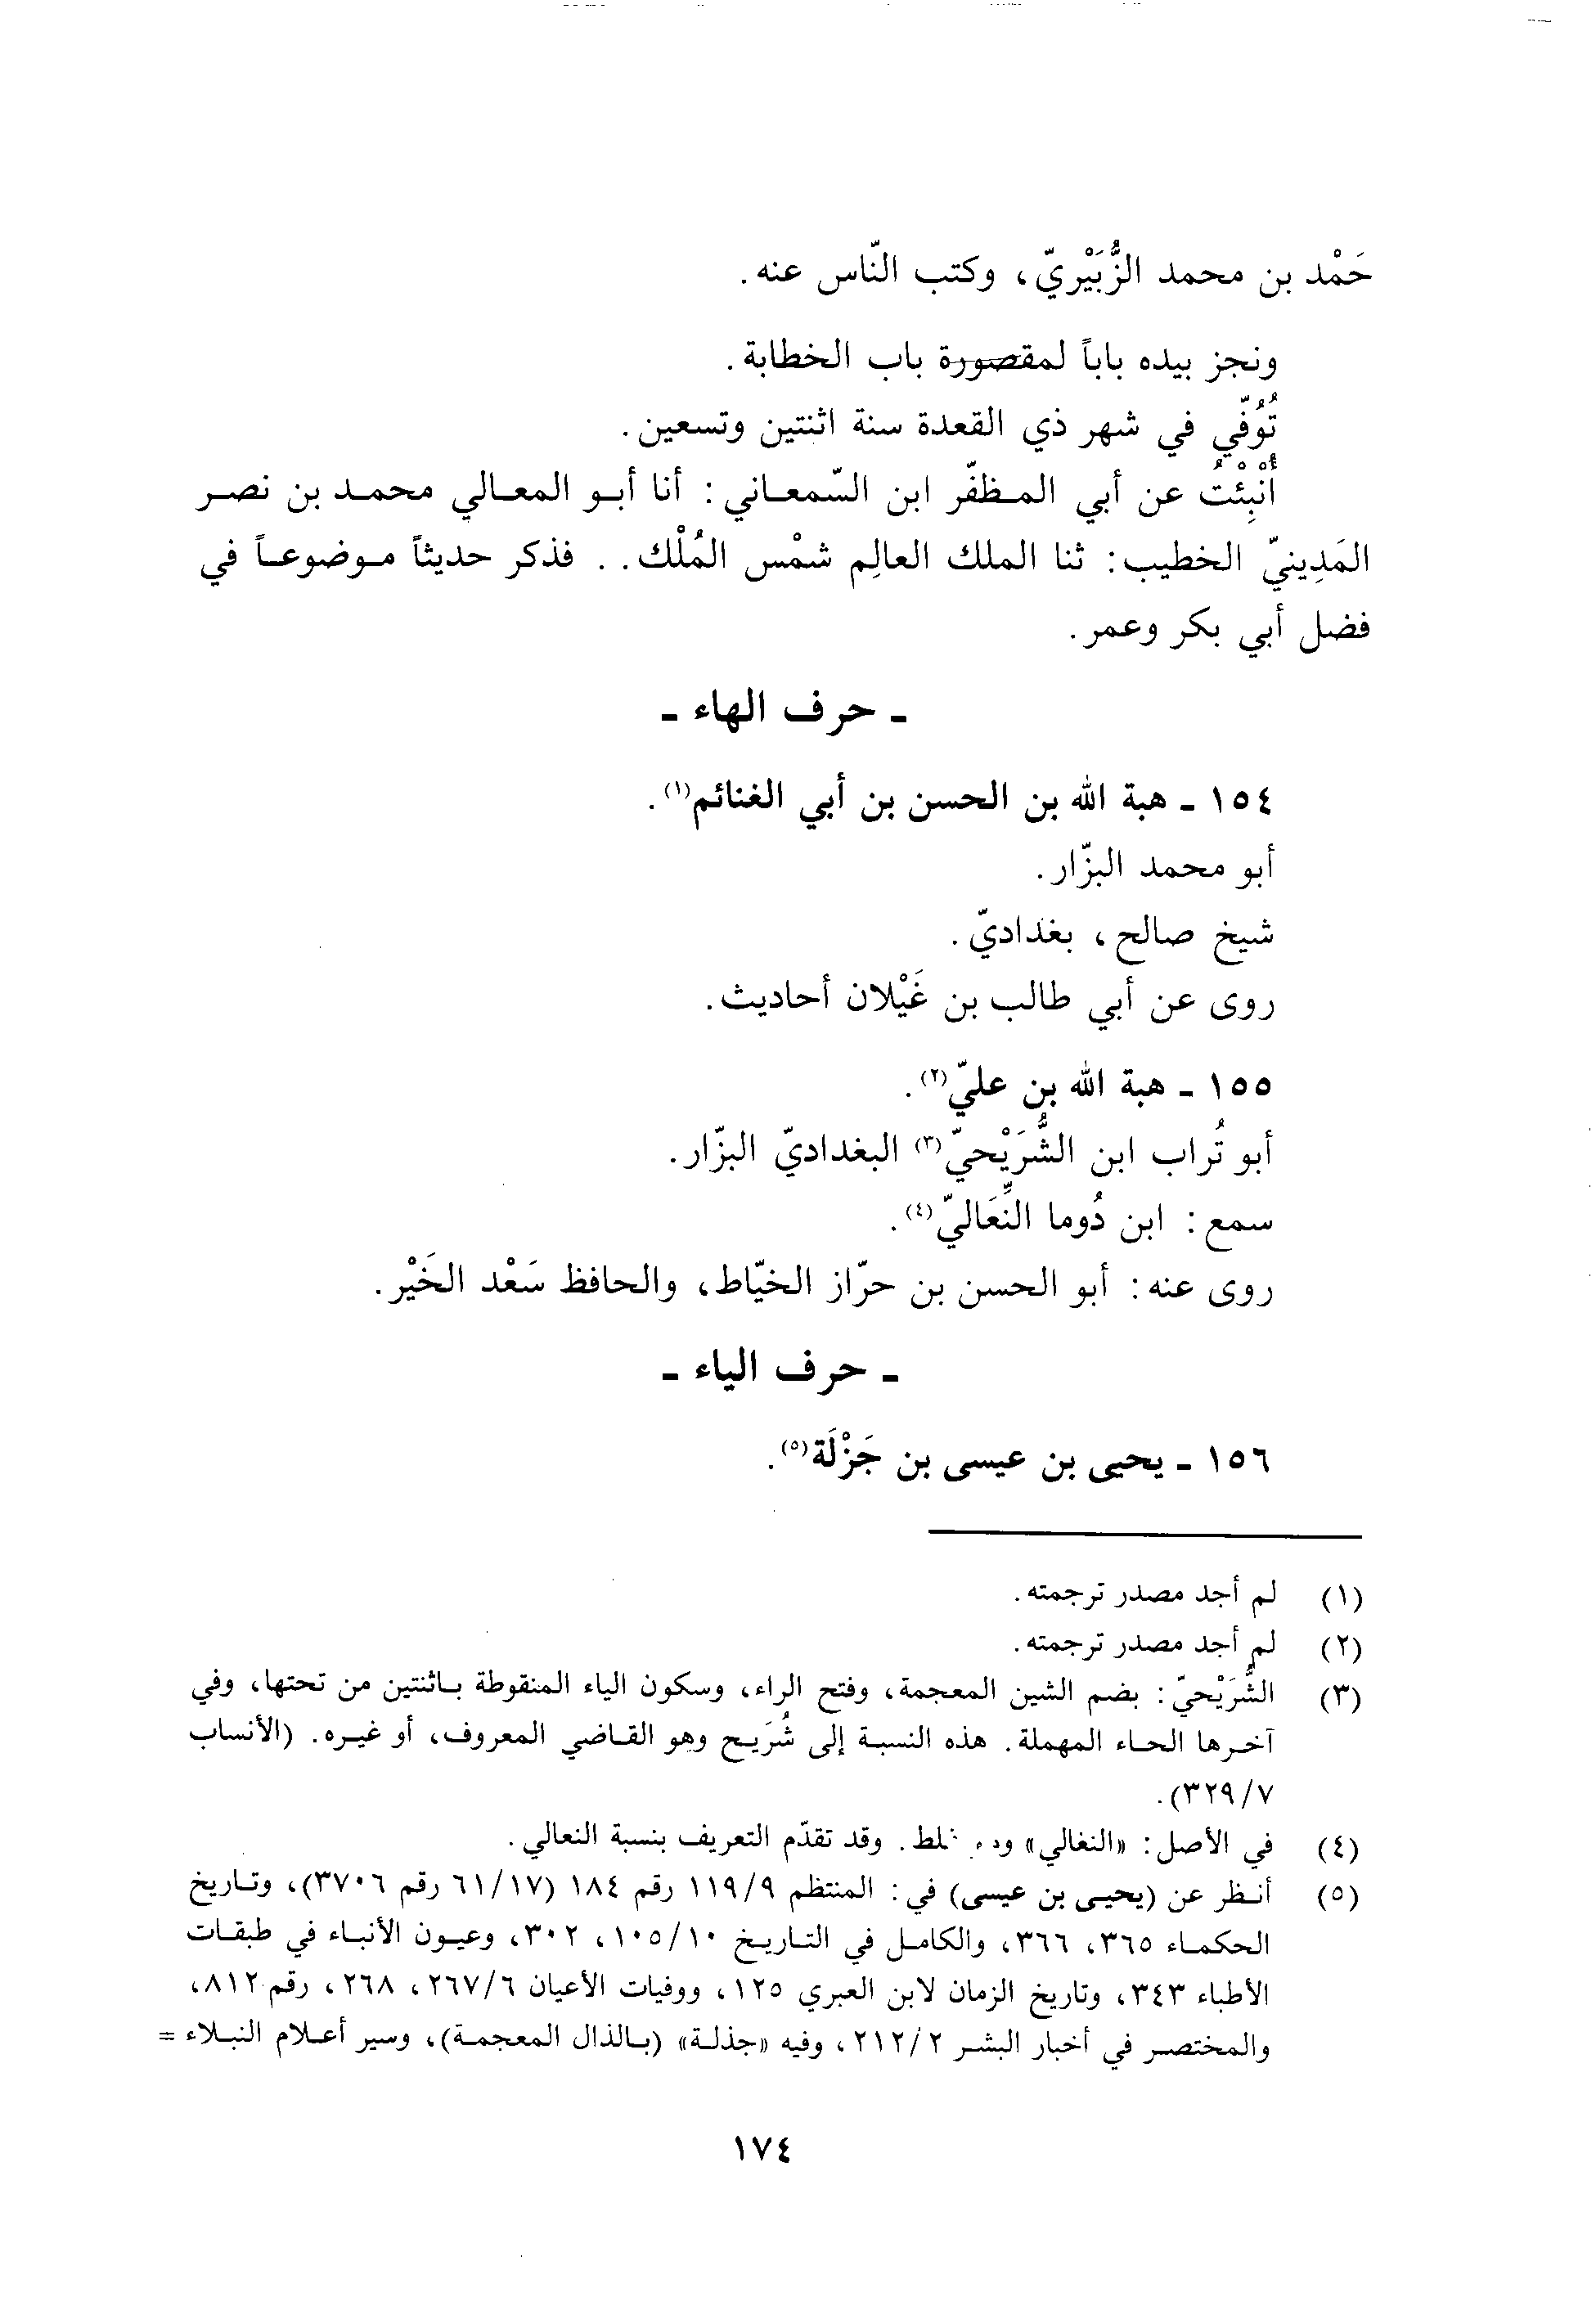 حَمْد بن محمد الزُّبَيْريّ، وكتب النّاس عنه.
ونجز بيده باباً لمقصورة باب الخطابة.
تُوُفّي في شهر ذي القعدة سنة اثنتين وتسعين.
أُنْبِئْتُ عن أبي المظفّر ابن السّمعاني: أنا أبو المعالي محمد بن نصر
المَدِينيّ الخطيب: ثنا الملك العالِم شمْس المُلْك.. فذكر حديثاً موضوعاً في
فضل أبي بكر وعمر.
- حرف الهاء -
١٥٤ - هبة الله بن الحسن بن أبي الغنائم(١).
أبو محمد البزّار.
شيخ صالح، بغداديّ.
روى عن أبي طالب بن غَيْلان أحاديث.
١٥٥ - هبة الله بن عليّ(٢).
أبو تُراب ابن الشُّرَيْحيّ(٣) البغداديّ البزّار.
سمع: ابن دُوما النِّعَاليّ(٤).
روى عنه: أبو الحسن بن حرّاز الخيّاط، والحافظ سَعْد الخَيْر.
- حرف الياء -
١٥٦ - يحيى بن عيسى بن جَزْلَة(٥).
(١) لم أجد مصدر ترجمته.
(٢) لم أجد مصدر ترجمته.
(٣) الشُّرَيْحيّ: بضم الشين المعجمة، وفتح الراء، وسكون الياء المنقوطة باثنتين من تحتها، وفي
آخرها الحاء المهملة. هذه النسبة إلى شُرَيح وهو القاضي المعروف، أو غيره. (الأنساب
٧/٣٢٩).
(٤) في الأصل: «النغالي» . وقد تقدّم التعريف بنسبة النعالي.
(٥) أنظر عن (يحيى بن عيسى) في: المنتظم ٩/١١٩ رقم ١٨٤ (١٧/٦١ رقم ٣٧٠٦)، وتاريخ
الحكماء ٣٦٥، ٣٦٦، والكامل في التاريخ ١٠/١٠٥، ٣٠٢، وعيون الأنباء في طبقات
الأطباء ٣٤٣، وتاريخ الزمان لابن العبري ١٢٥، ووفيات الأعيان ٦/٢٦٧، ٢٦٨، رقم ٨١٢،
والمختصر في أخبار البشر ٢/٢١٢، وفيه «جذلة» (بالذال المعجمة)، وسير أعلام النبلاء =
١٧٤